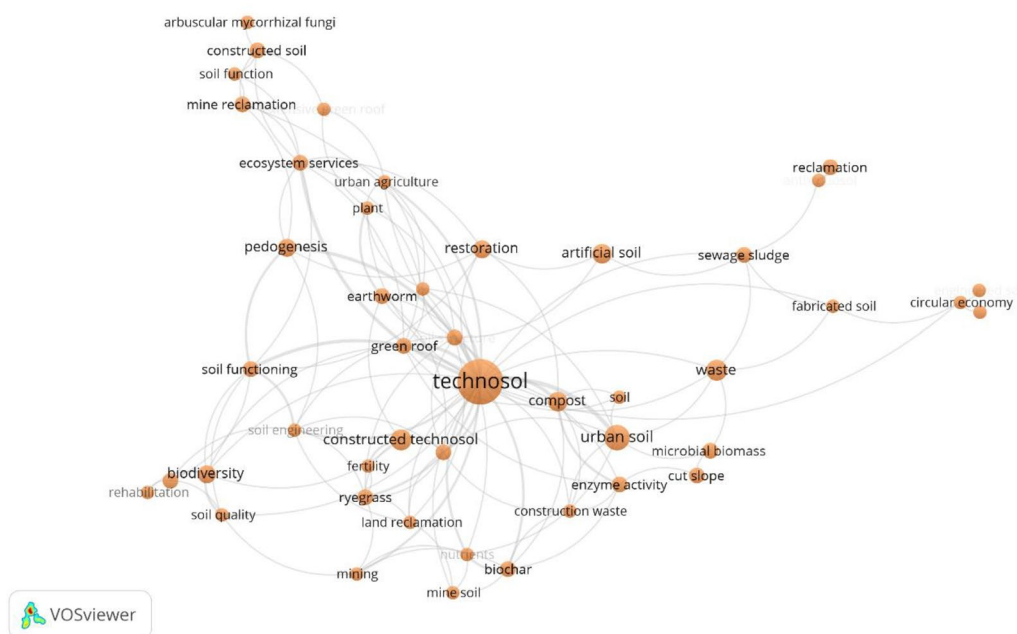 arbuscular mycorrhizal fungi
constructed soil
soil function
mine reclamation
green roof
ecosystem services
reclamation
urban agriculture
plant
pedogenesis
restoration
artificial soil
sewage sludge
earthworm
circular economy
fabricated soil
green roof
soil functioning
waste
technosol
compost
soil
soil engineering
constructed technosol
urban soil
microbial biomass
fertility
biodiversity
cut slope
enzyme activity
rehabilitation
ryegrass
soil quality
land reclamation
construction waste
nutrients
mining
biochar
mine soil
VOSviewer